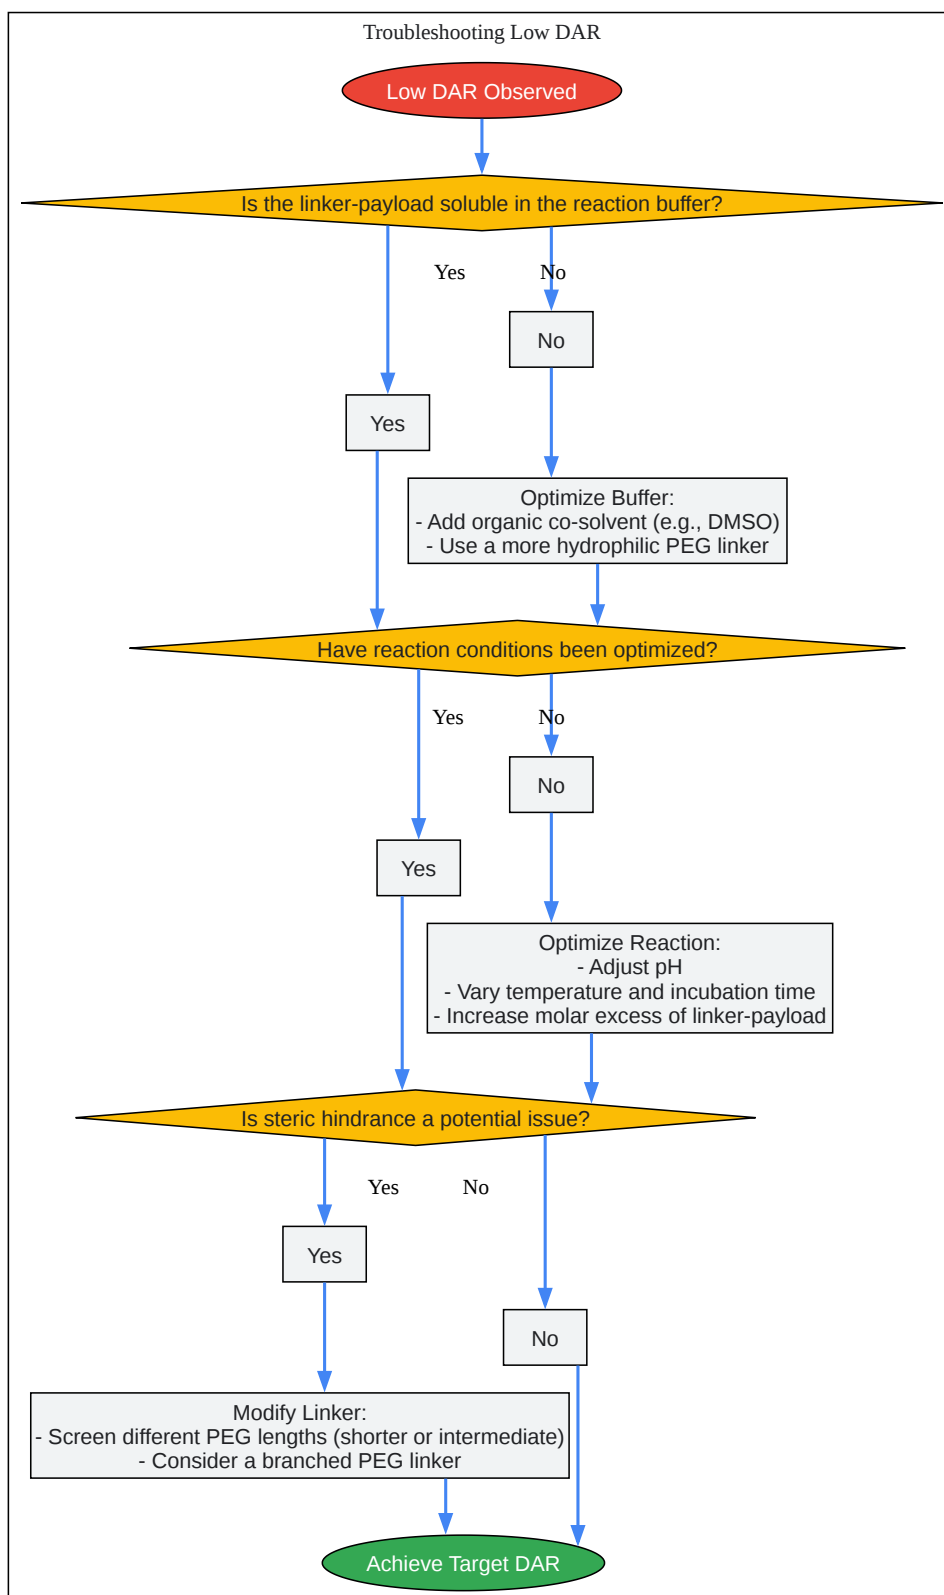 Troubleshooting Low DAR
Low DAR Observed
Is the linker-payload soluble in the reaction buffer?
Yes
No
No
Yes
Optimize Buffer:
- Add organic co-solvent (e.g., DMSO)
- Use a more hydrophilic PEG linker
Have reaction conditions been optimized?
Yes
No
No
Yes
Optimize Reaction:
- Adjust pH
- Vary temperature and incubation time
- Increase molar excess of linker-payload
Is steric hindrance a potential issue?
Yes
No
Yes
No
Modify Linker:
- Screen different PEG lengths (shorter or intermediate)
- Consider a branched PEG linker
Achieve Target DAR